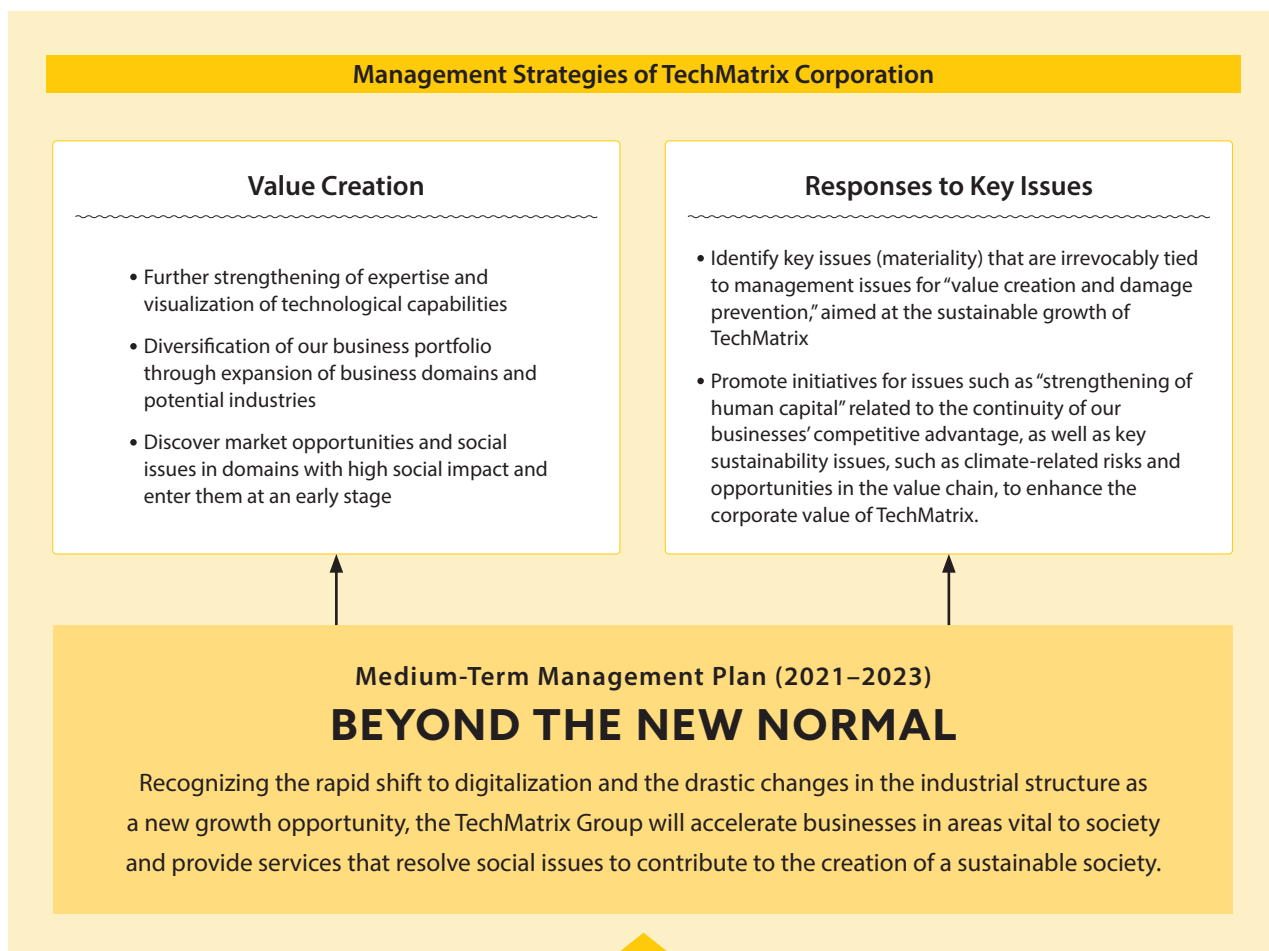 Management Strategies of TechMatrix Corporation
Value Creation
• Further strengthening of expertise and
visualization of technological capabilities
• Diversification of our business portfolio
through expansion of business domains and
potential industries
• Discover market opportunities and social
issues in domains with high social impact and
enter them at an early stage
Responses to Key Issues
• Identify key issues (materiality) that are irrevocably tied
to management issues for “value creation and damage
prevention,” aimed at the sustainable growth of
TechMatrix
• Promote initiatives for issues such as “strengthening of
human capital” related to the continuity of our
businesses’ competitive advantage, as well as key
sustainability issues, such as climate-related risks and
opportunities in the value chain, to enhance the
corporate value of TechMatrix.
Medium-Term Management Plan (2021–2023)
BEYOND THE NEW NORMAL
Recognizing the rapid shift to digitalization and the drastic changes in the industrial structure as
a new growth opportunity, the TechMatrix Group will accelerate businesses in areas vital to society
and provide services that resolve social issues to contribute to the creation of a sustainable society.